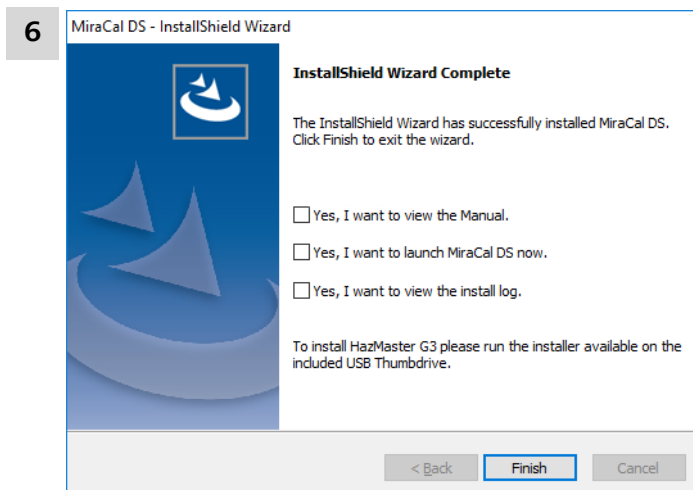 6
MiraCal DS - InstallShield Wizard
InstallShield Wizard Complete
The InstallShield Wizard has successfully installed MiraCal DS.
Click Finish to exit the wizard.
Yes, I want to view the Manual.
Yes, I want to launch MiraCal DS now.
Yes, I want to view the install log.
To install HazMaster G3 please run the installer available on the
included USB Thumbdrive.
< Back Finish Cancel